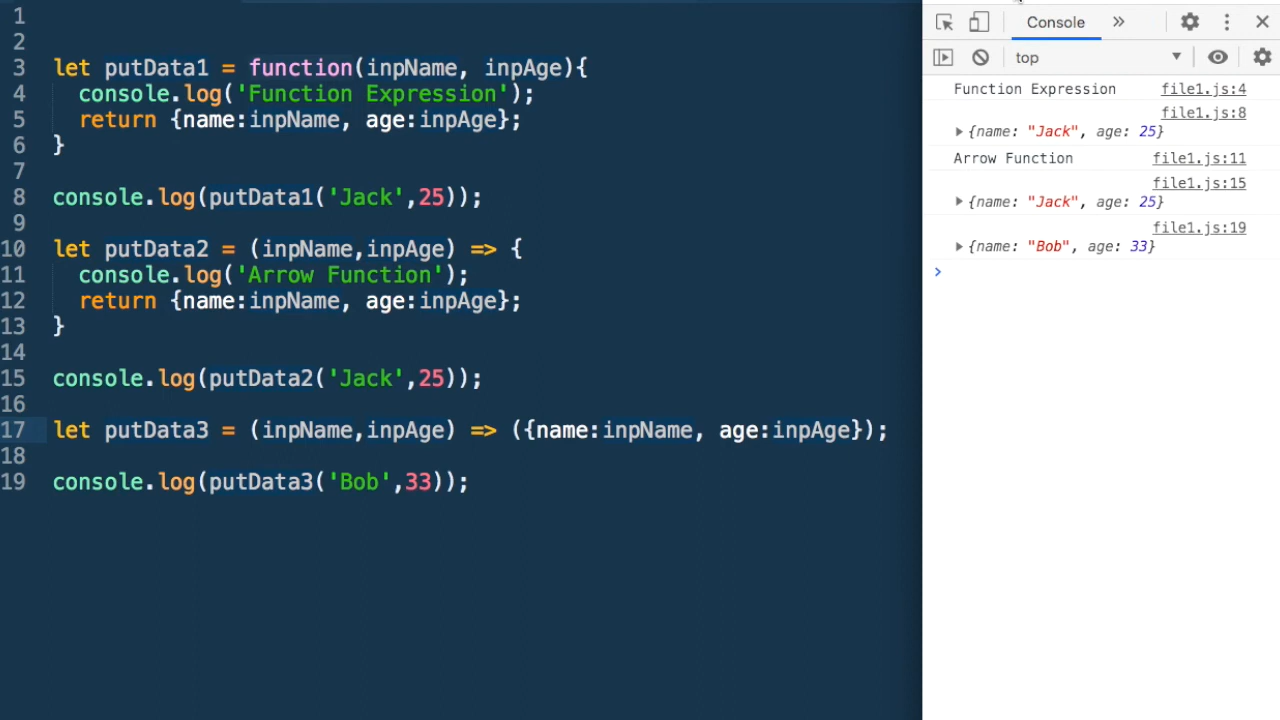 1
2
3 let putData1 = function(inpName, inpAge){
4 console.log('Function Expression');
5 return {name:inpName, age:inpAge};
6 }
7
8 console.log(putData1('Jack',25));
9
10 let putData2 = (inpName,inpAge) => {
11 console.log('Arrow Function');
12 return {name:inpName, age:inpAge};
13 }
14
15 console.log(putData2('Jack',25));
16
17 let putData3 = (inpName,inpAge) => ({name:inpName, age:inpAge});
18
19 console.log(putData3('Bob',33));
Console
top
Function Expression file1.js:4
file1.js:8
{name: "Jack", age: 25}
Arrow Function file1.js:11
file1.js:15
{name: "Jack", age: 25}
file1.js:19
{name: "Bob", age: 33}